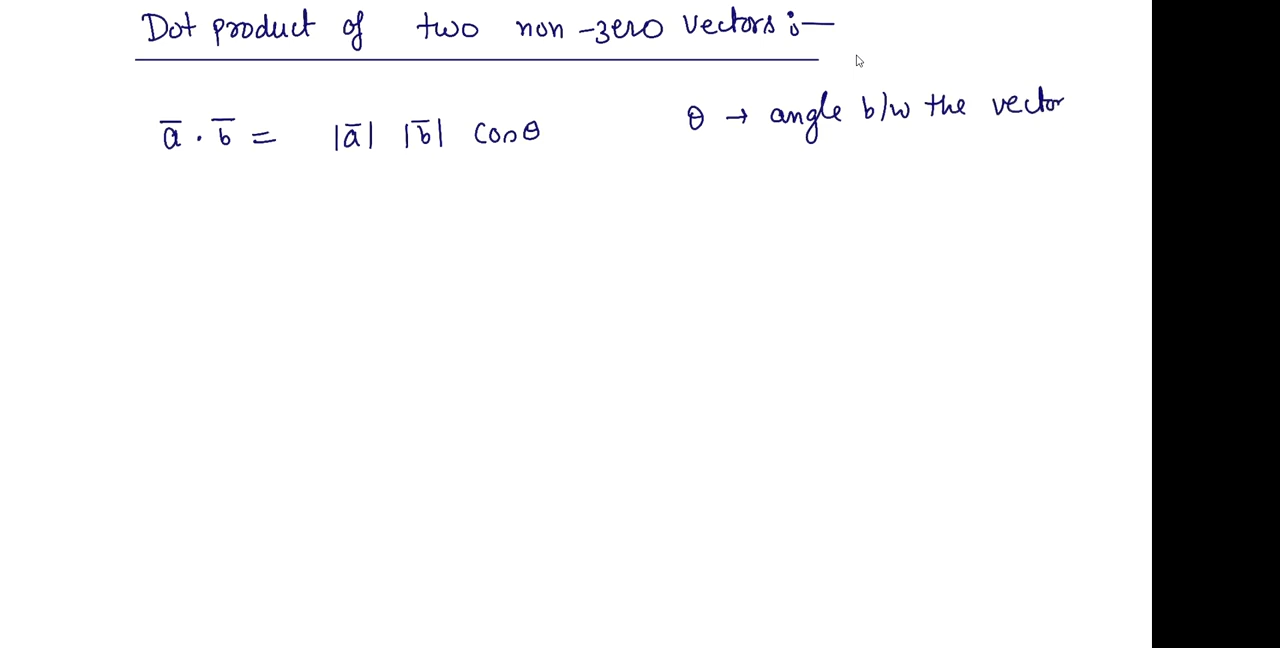 Dot product of two non-zero vectors :—
θ → angle b/w the vector
a̅ . b̅ = |a̅| |b̅| cosθ